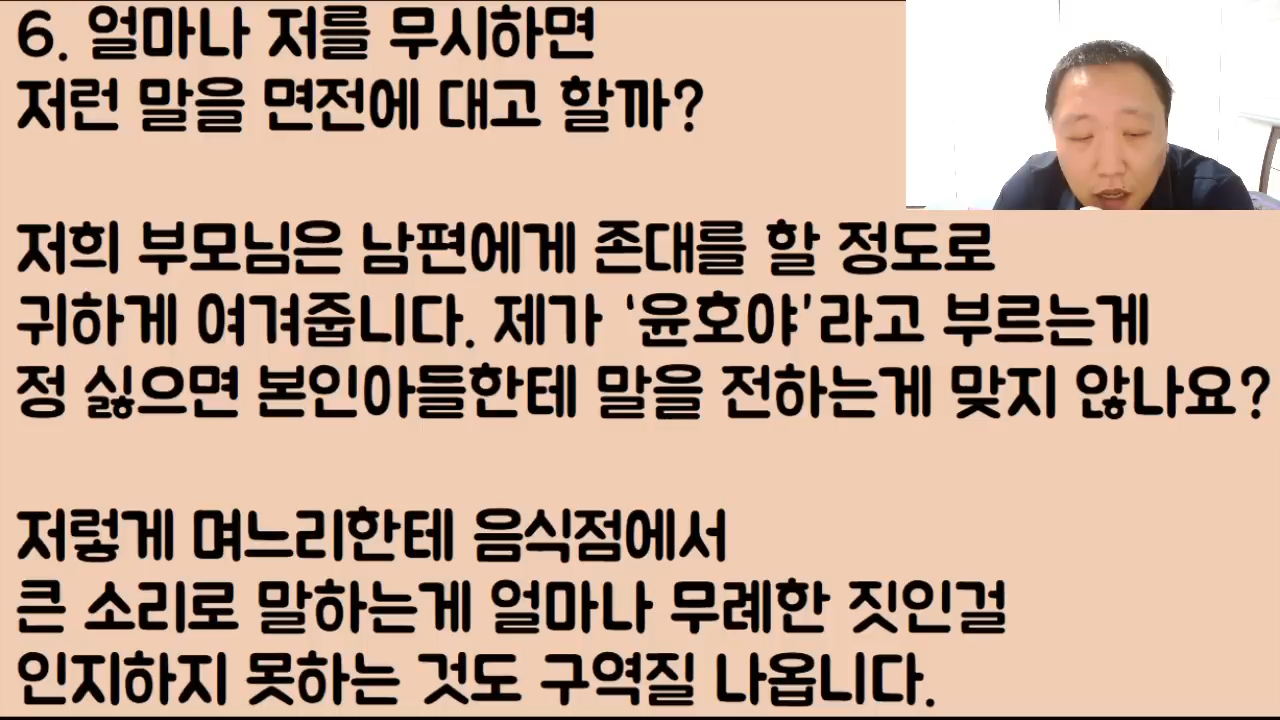 6. 얼마나 저를 무시하면
저런 말을 면전에 대고 할까?
저희 부모님은 남편에게 존대를 할 정도로
귀하게 여겨줍니다. 제가 '윤호야'라고 부르는게
정 싫으면 본인아들한테 말을 전하는게 맞지 않나요?
저렇게 며느리한테 음식점에서
큰 소리로 말하는게 얼마나 무례한 짓인걸
인지하지 못하는 것도 구역질 나옵니다.